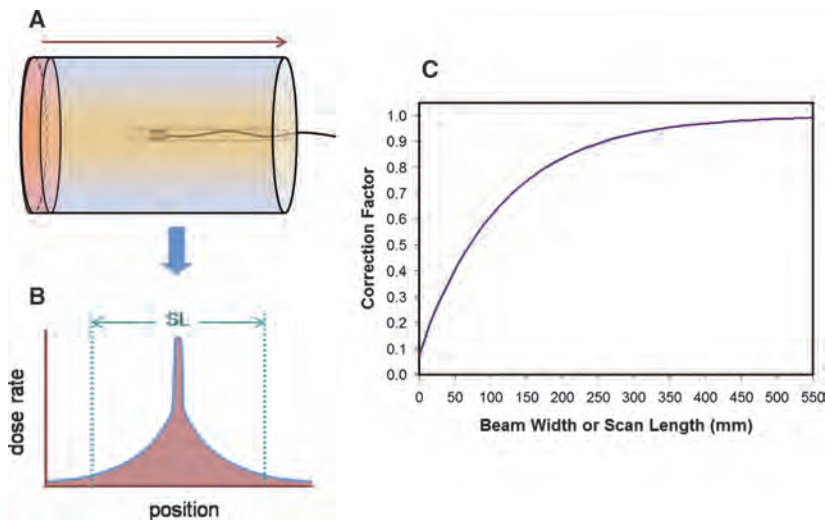 A
B
SL
dose rate
position
C
Correction Factor
1.0
0.9
0.8
0.7
0.6
0.5
0.4
0.3
0.2
0.1
0.0
0 50 100 150 200 250 300 350 400 450 500 550
Beam Width or Scan Length (mm)